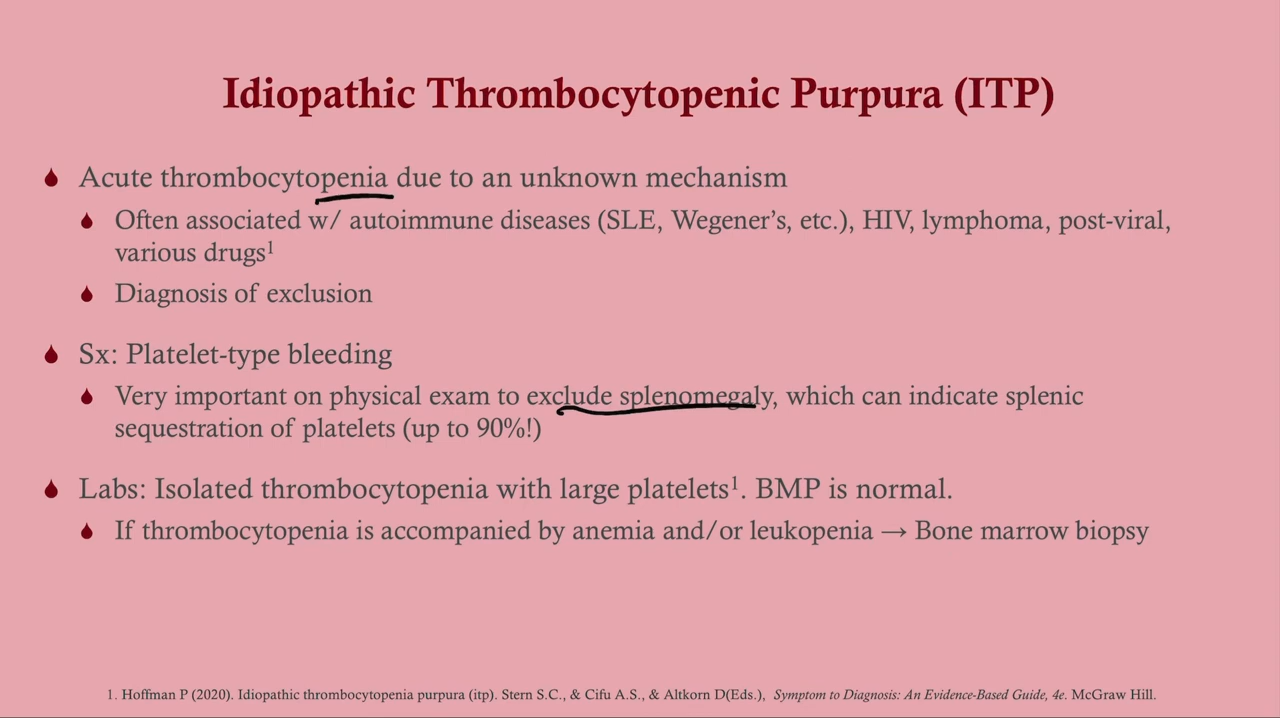 Idiopathic Thrombocytopenic Purpura (ITP)
Acute thrombocytopenia due to an unknown mechanism
Often associated w/ autoimmune diseases (SLE, Wegener’s, etc.), HIV, lymphoma, post-viral,
various drugs¹
Diagnosis of exclusion
Sx: Platelet-type bleeding
Very important on physical exam to exclude splenomegaly, which can indicate splenic
sequestration of platelets (up to 90%!)
Labs: Isolated thrombocytopenia with large platelets¹. BMP is normal.
If thrombocytopenia is accompanied by anemia and/or leukopenia → Bone marrow biopsy
1. Hoffman P (2020). Idiopathic thrombocytopenia purpura (itp). Stern S.C., & Cifu A.S., & Altkorn D(Eds.), Symptom to Diagnosis: An Evidence-Based Guide, 4e. McGraw Hill.